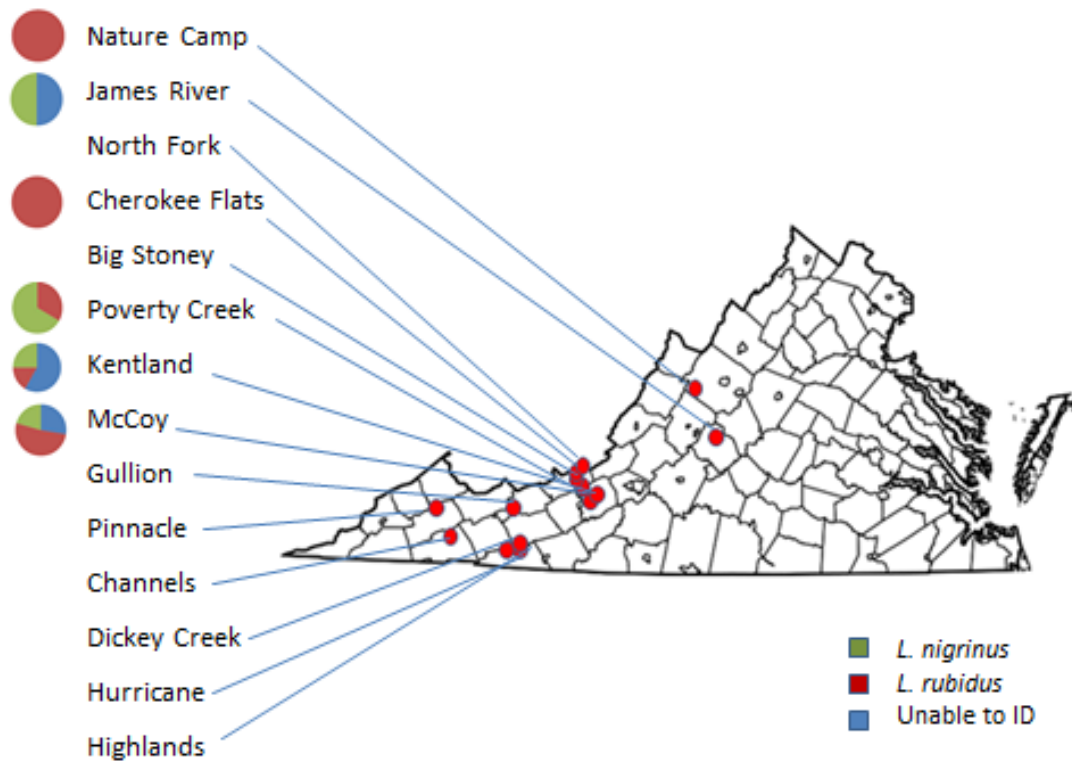 Nature Camp
James River
North Fork
Cherokee Flats
Big Stoney
Poverty Creek
Kentland
McCoy
Gullion
Pinnacle
Channels
Dickey Creek
Hurricane
Highlands
L. nigrinus
L. rubidus
Unable to ID